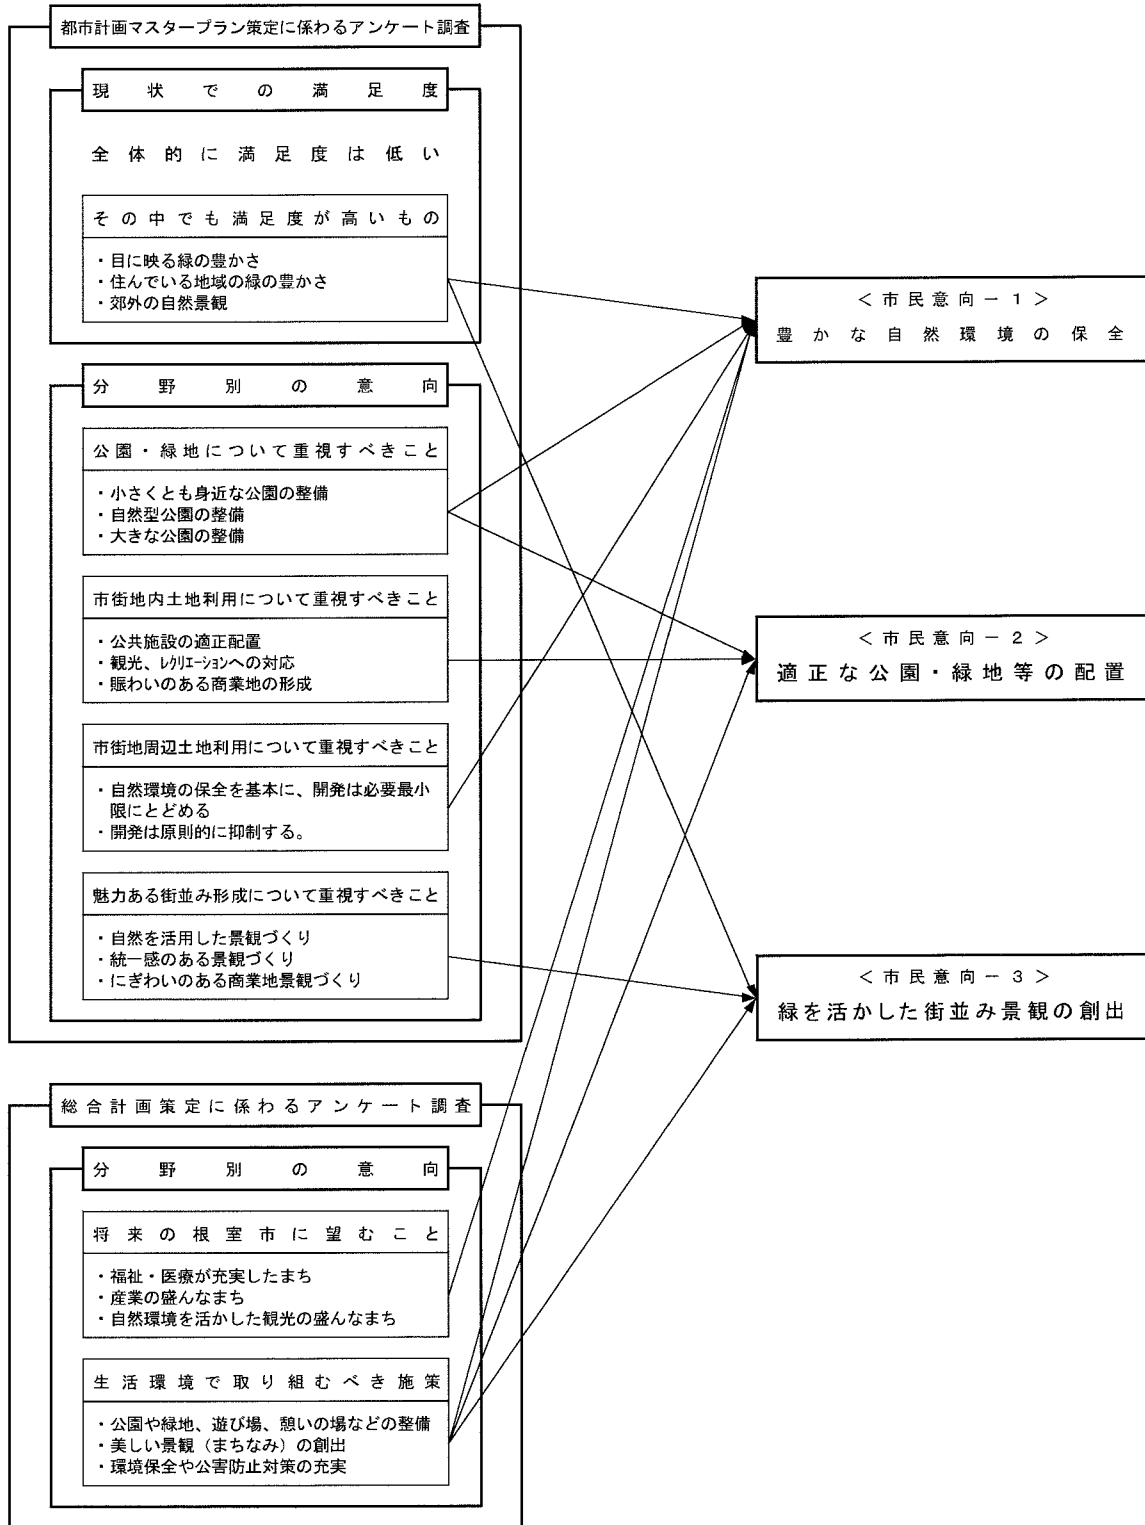 都市計画マスタープラン策定に係わるアンケート調査
現状での満足度
全体的に満足度は低い
その中でも満足度が高いもの
・目に映る緑の豊かさ
・住んでいる地域の緑の豊かさ
・郊外の自然景観
分野別の意向
公園・緑地について重視すべきこと
・小さくとも身近な公園の整備
・自然型公園の整備
・大きな公園の整備
市街地内土地利用について重視すべきこと
・公共施設の適正配置
・観光、レクリエーションへの対応
・賑わいのある商業地の形成
市街地周辺土地利用について重視すべきこと
・自然環境の保全を基本に、開発は必要最小
限にとどめる
・開発は原則的に抑制する。
魅力ある街並み形成について重視すべきこと
・自然を活用した景観づくり
・統一感のある景観づくり
・にぎわいのある商業地景観づくり
総合計画策定に係わるアンケート調査
分野別の意向
将来の根室市に望むこと
・福祉・医療が充実したまち
・産業の盛んなまち
・自然環境を活かした観光の盛んなまち
生活環境で取り組むべき施策
・公園や緑地、遊び場、憩いの場などの整備
・美しい景観（まちなみ）の創出
・環境保全や公害防止対策の充実
＜市民意向－１＞
豊かな自然環境の保全
＜市民意向－２＞
適正な公園・緑地等の配置
＜市民意向－３＞
緑を活かした街並み景観の創出